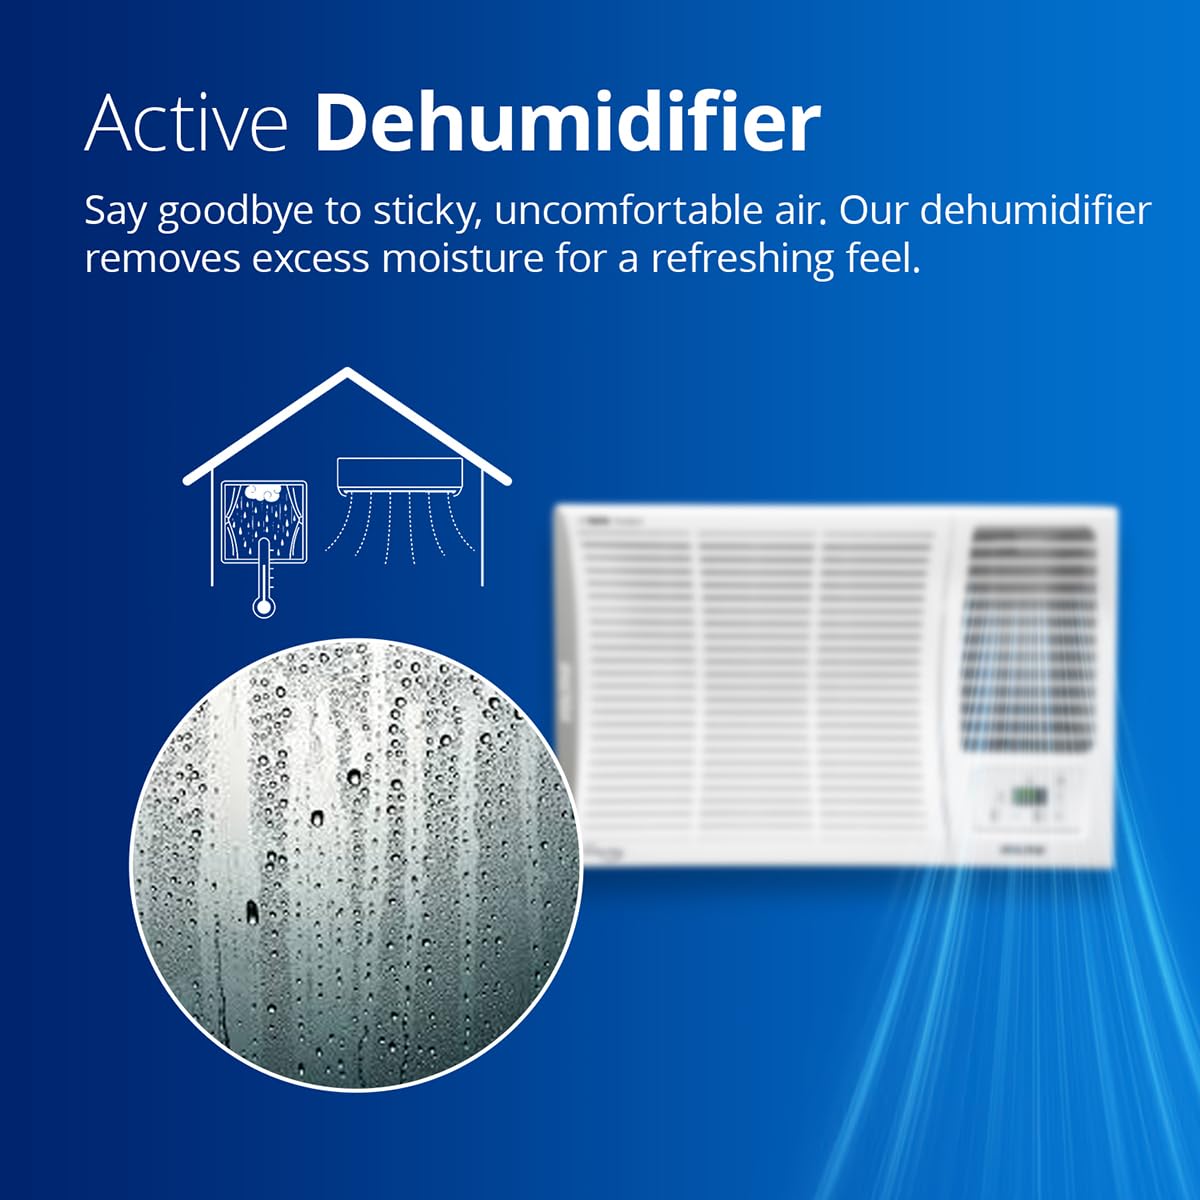 Active Dehumidifier
Say goodbye to sticky, uncomfortable air. Our dehumidifier
removes excess moisture for a refreshing feel.